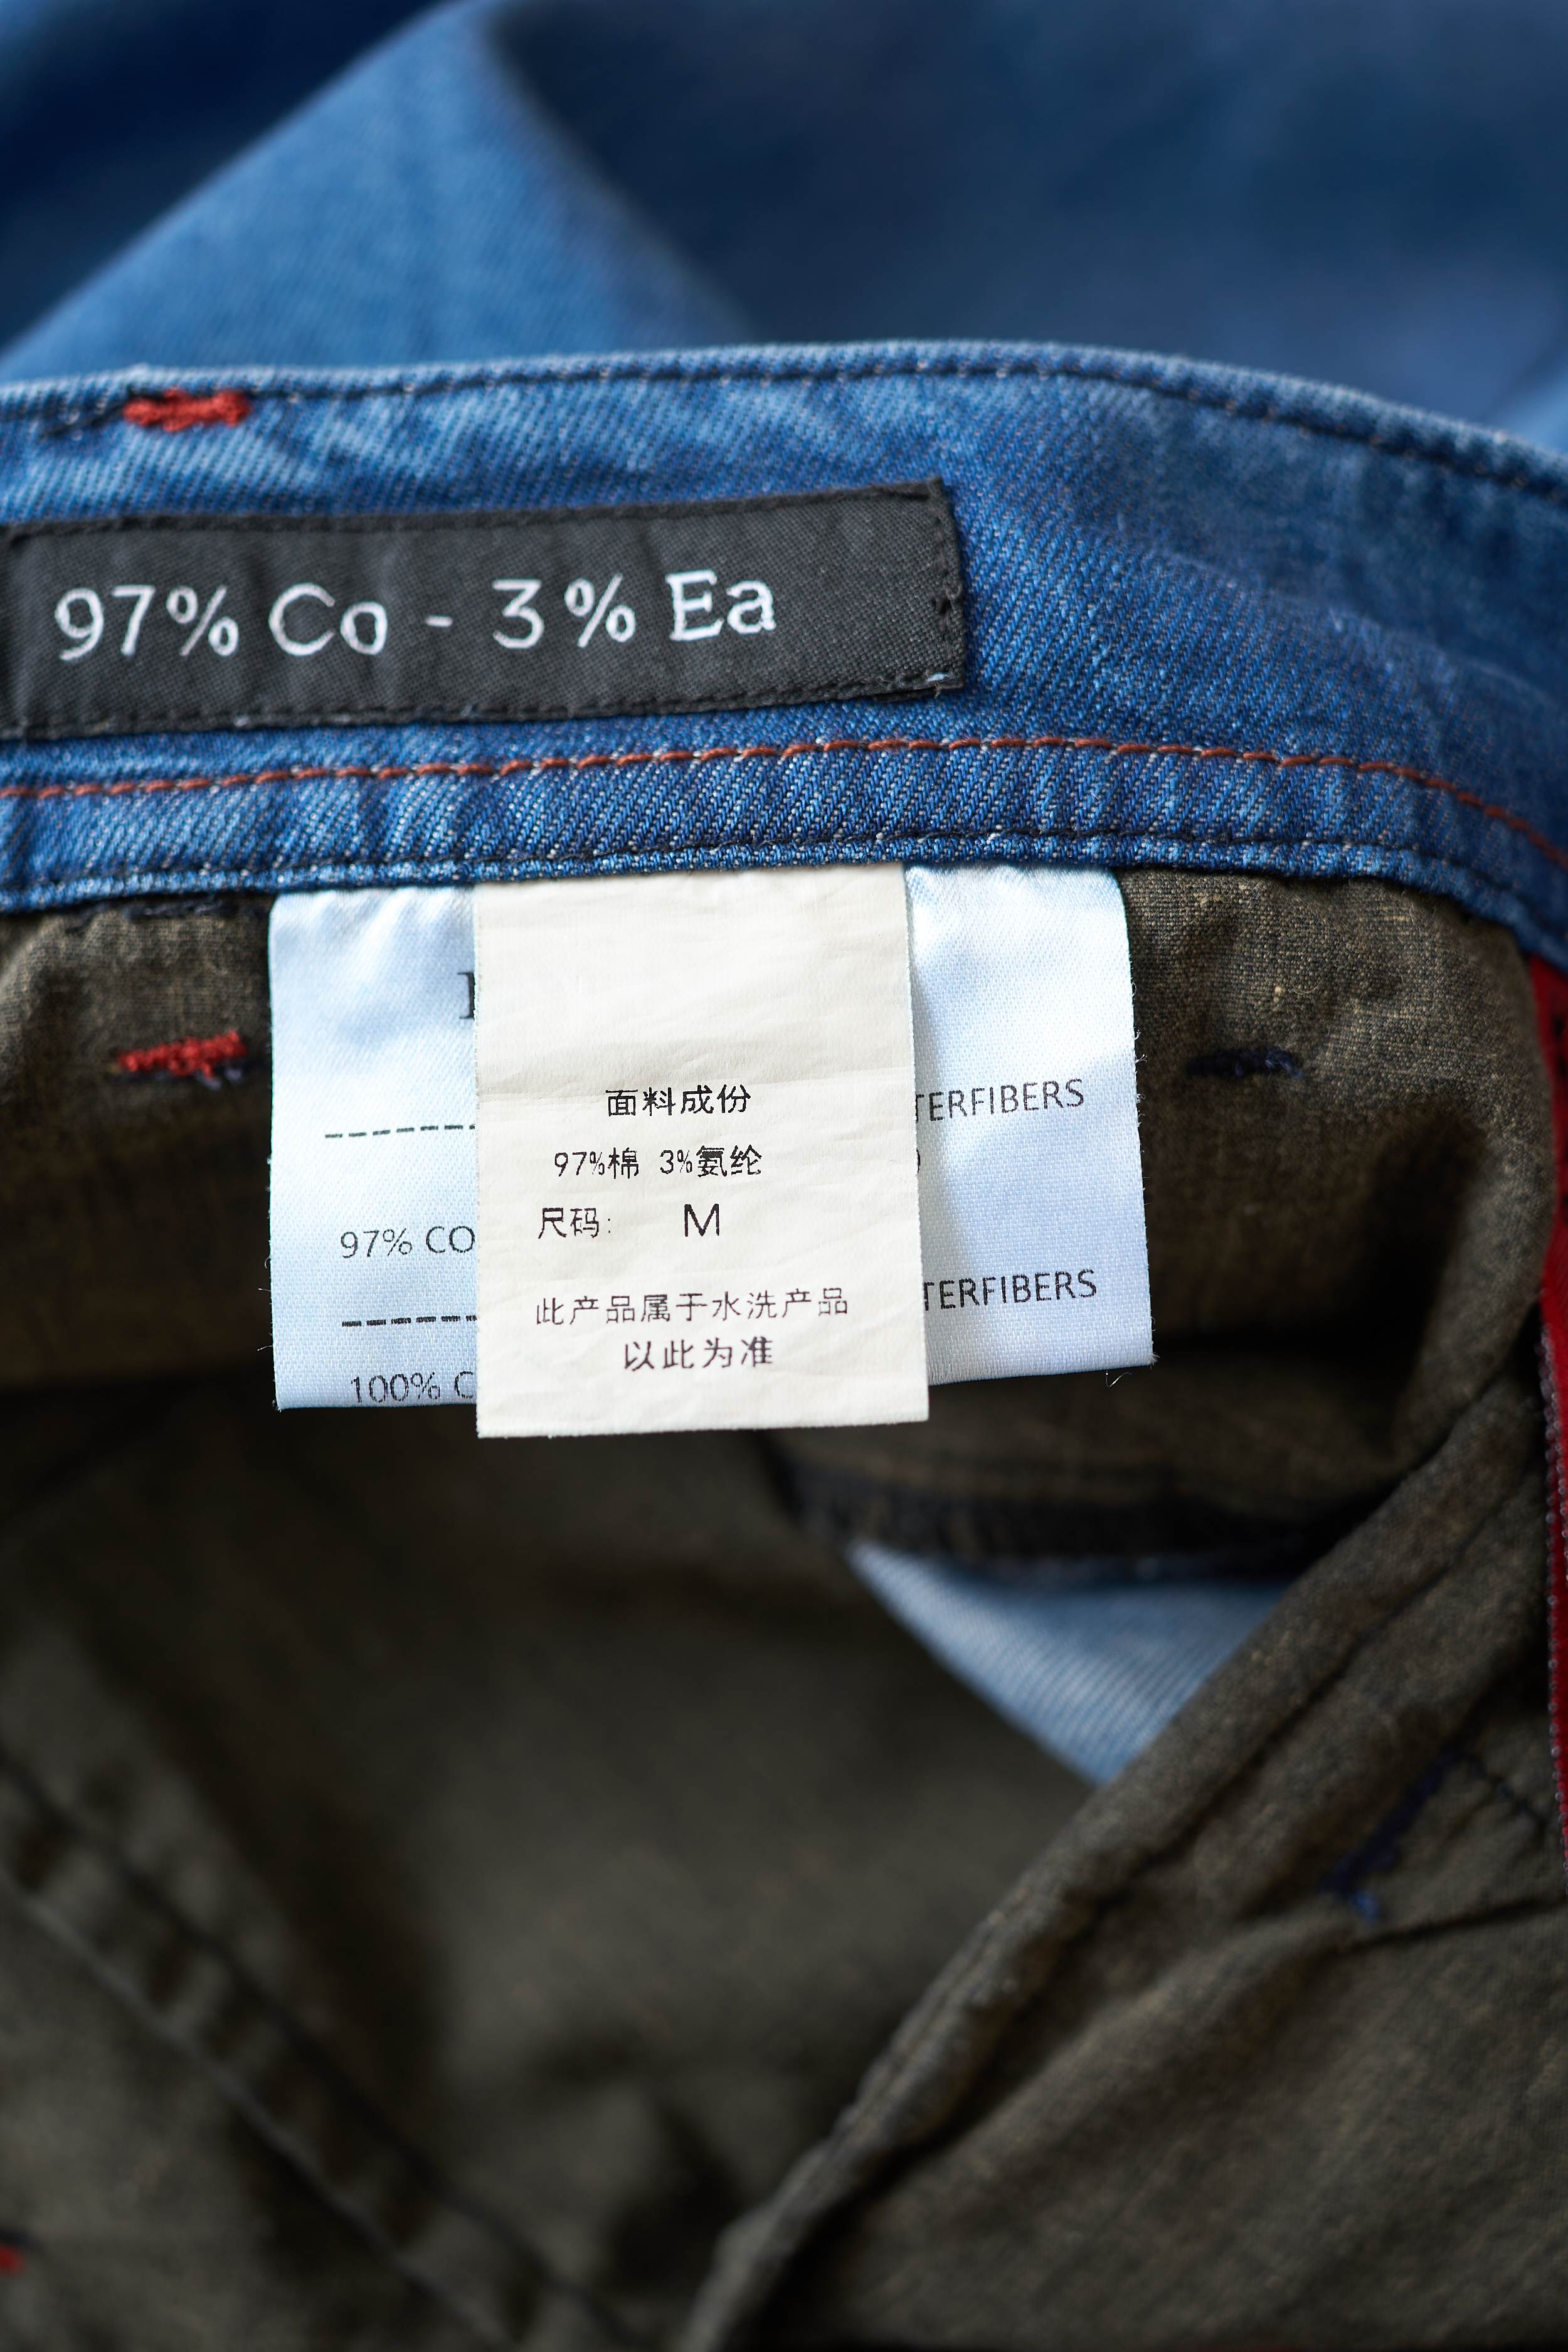 97% Co - 3% Ea
面料成份
97%棉 3%氨纶
尺码: M
此产品属于水洗产品
以此为准
97% CO
100% C
TERFIBERS
TERFIBERS